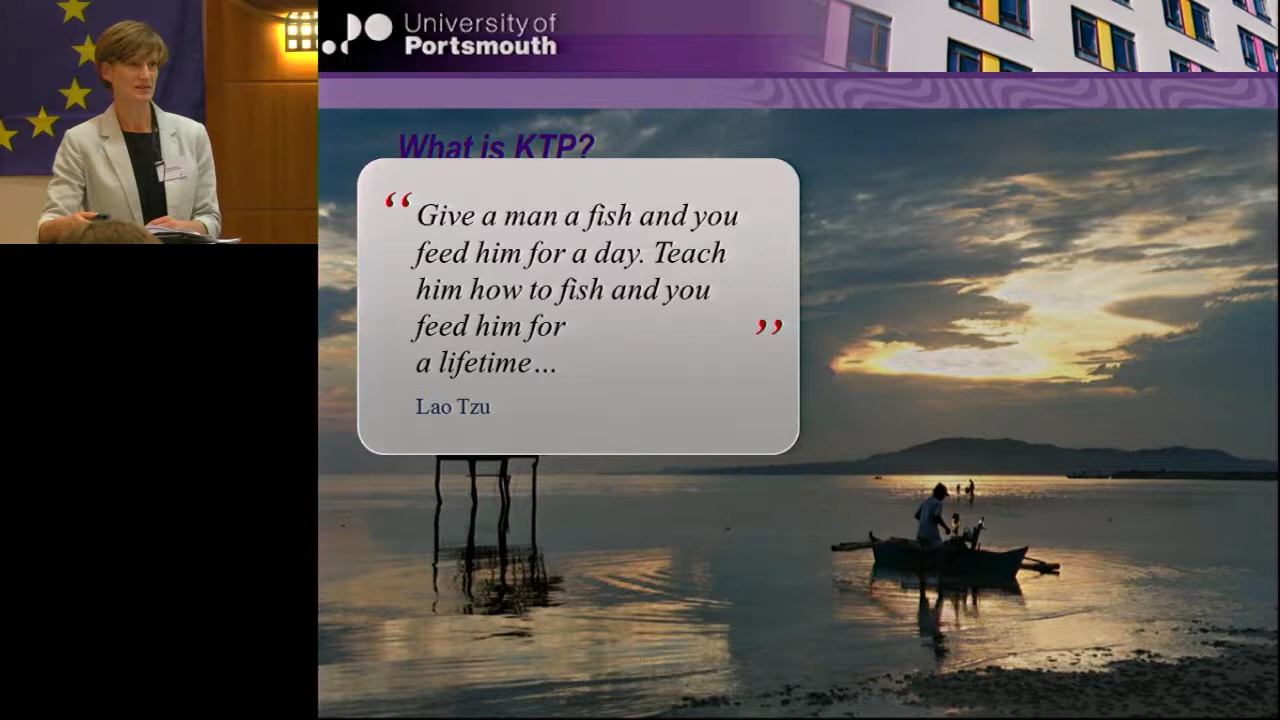 University of
Portsmouth
What is KTP?
“ Give a man a fish and you
feed him for a day. Teach
him how to fish and you
feed him for ”
a lifetime…
Lao Tzu